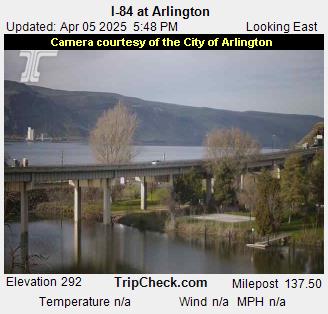 I-84 at Arlington
Updated: Apr 05 2025 5:48 PM Looking East
Camera courtesy of the City of Arlington
Elevation 292 TripCheck.com Milepost 137.50
Temperature n/a Wind n/a MPH n/a